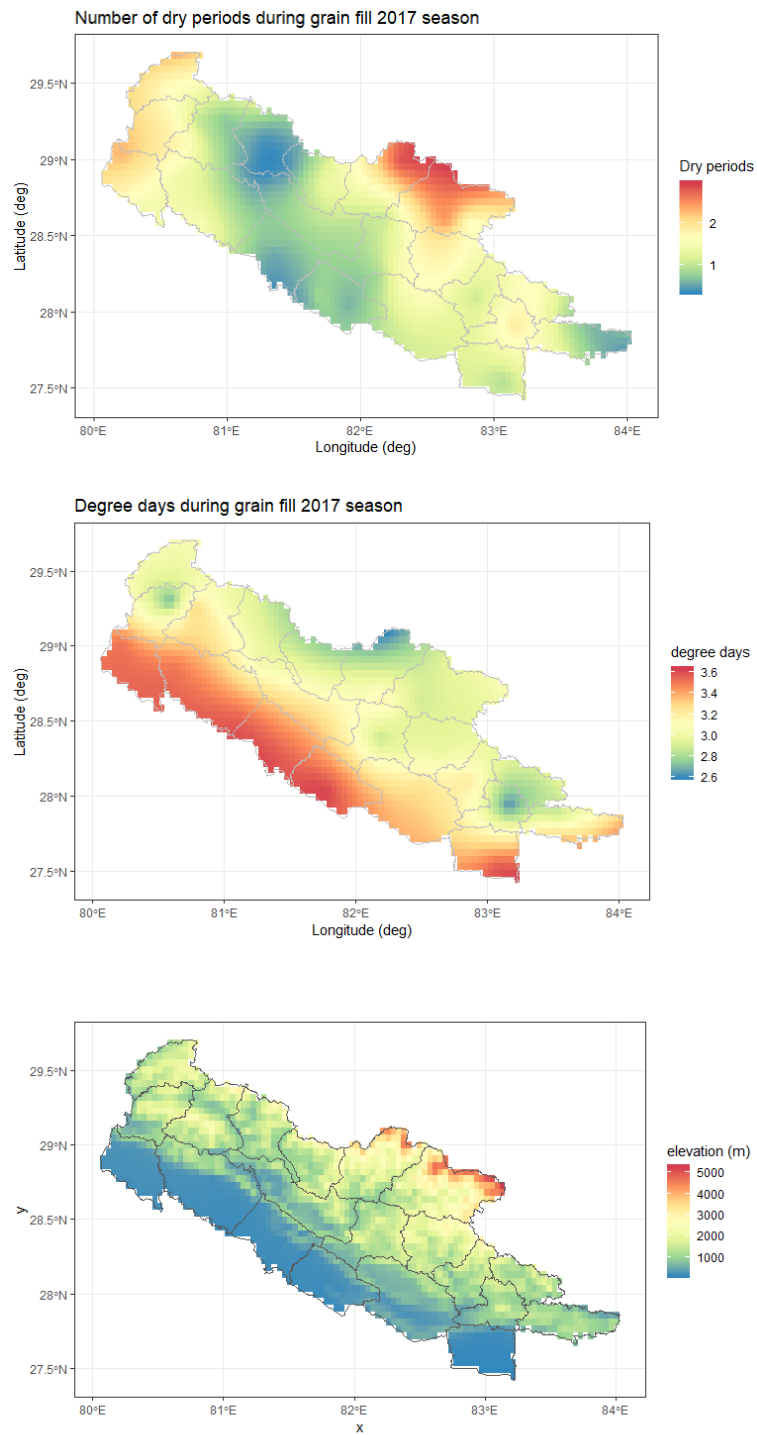 Number of dry periods during grain fill 2017 season
29.5°N
29°N
28.5°N
28°N
27.5°N
Latitude (deg)
80°E 81°E 82°E 83°E 84°E
Longitude (deg)
Dry periods
2
1
Degree days during grain fill 2017 season
29.5°N
29°N
28.5°N
28°N
27.5°N
Latitude (deg)
80°E 81°E 82°E 83°E 84°E
Longitude (deg)
degree days
3.6
3.4
3.2
3.0
2.8
2.6
29.5°N
29°N
28.5°N
28°N
27.5°N
y
80°E 81°E 82°E 83°E 84°E
x
elevation (m)
5000
4000
3000
2000
1000